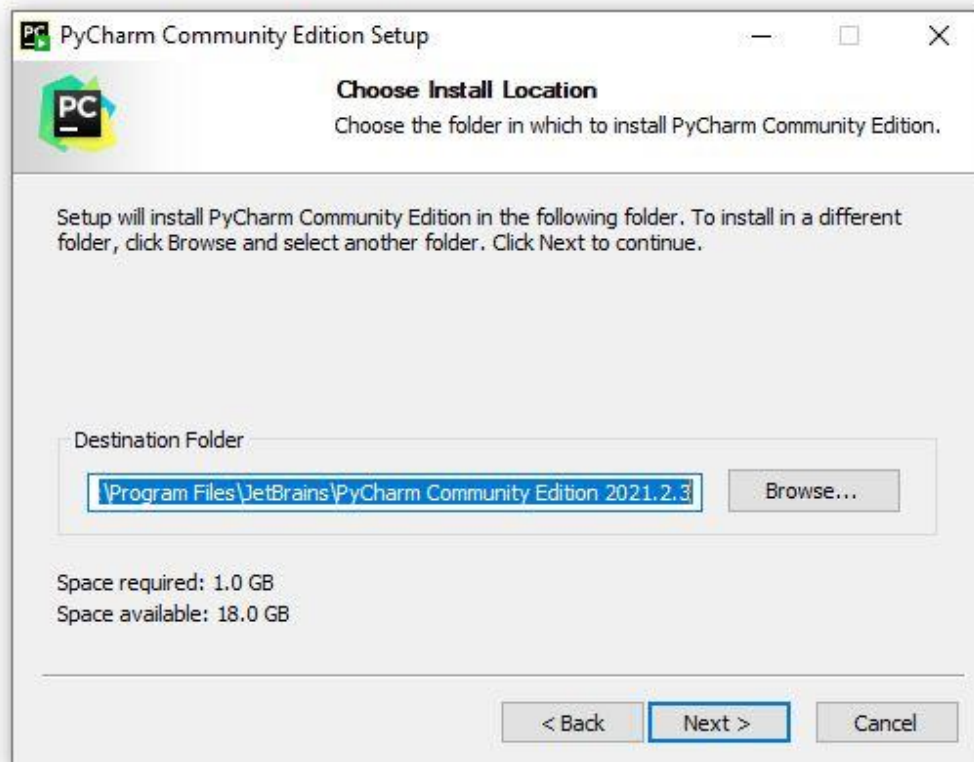 PyCharm Community Edition Setup
PC
Choose Install Location
Choose the folder in which to install PyCharm Community Edition.
Setup will install PyCharm Community Edition in the following folder. To install in a different
folder, click Browse and select another folder. Click Next to continue.
Destination Folder
:\Program Files\JetBrains\PyCharm Community Edition 2021.2.3
Browse...
Space required: 1.0 GB
Space available: 18.0 GB
< Back
Next >
Cancel